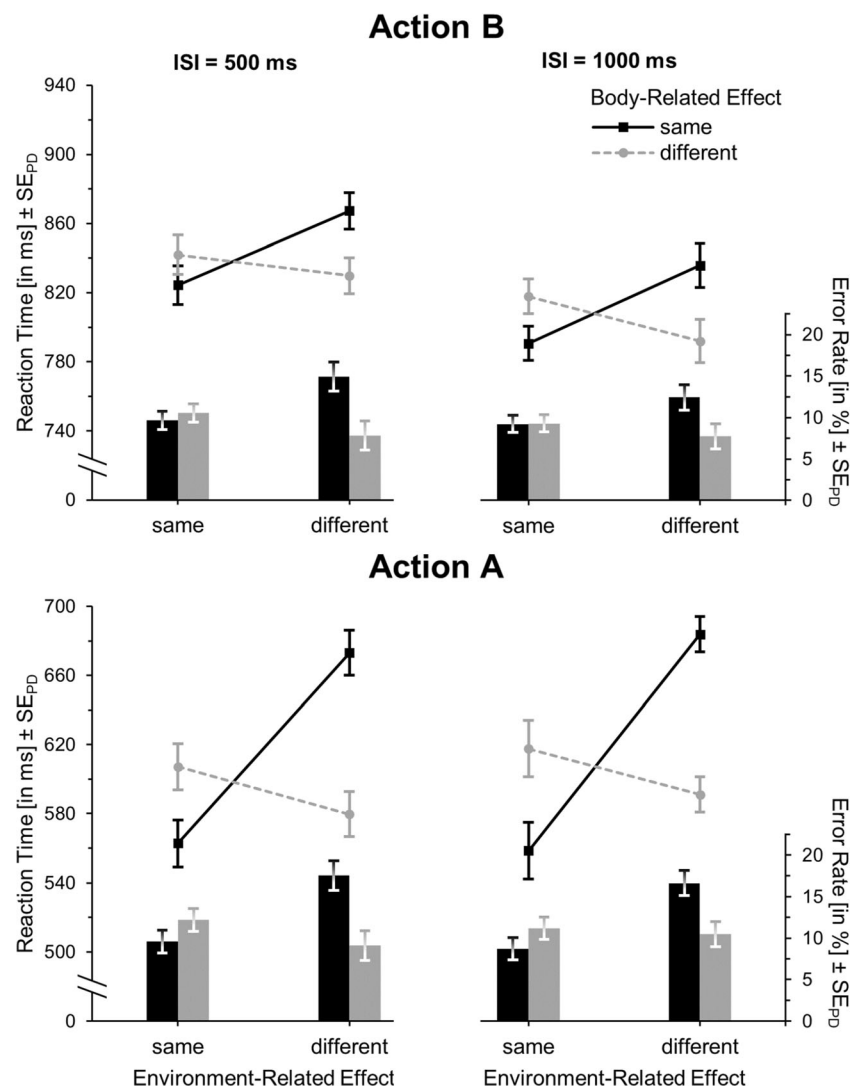 Action B
ISI = 500 ms
ISI = 1000 ms
Body-Related Effect
same
different
Reaction Time [in ms] ± SEPD
940
900
860
820
780
740
0
same
different
same
different
20
15
10
5
0
Error Rate [in %] ± SEPD
Action A
Reaction Time [in ms] ± SEPD
700
660
620
580
540
500
0
same
different
Environment-Related Effect
same
different
Environment-Related Effect
20
15
10
5
0
Error Rate [in %] ± SEPD